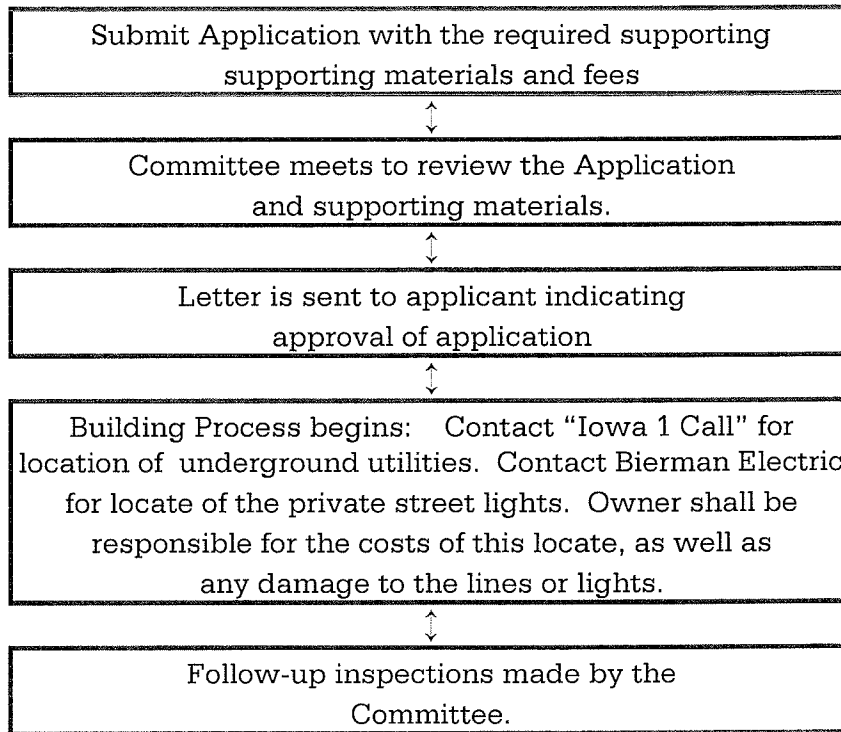 Submit Application with the required supporting
supporting materials and fees
Committee meets to review the Application
and supporting materials.
Letter is sent to applicant indicating
approval of application
Building Process begins: Contact “Iowa 1 Call” for
location of underground utilities. Contact Bierman Electric
for locate of the private street lights. Owner shall be
responsible for the costs of this locate, as well as
any damage to the lines or lights.
Follow-up inspections made by the
Committee.